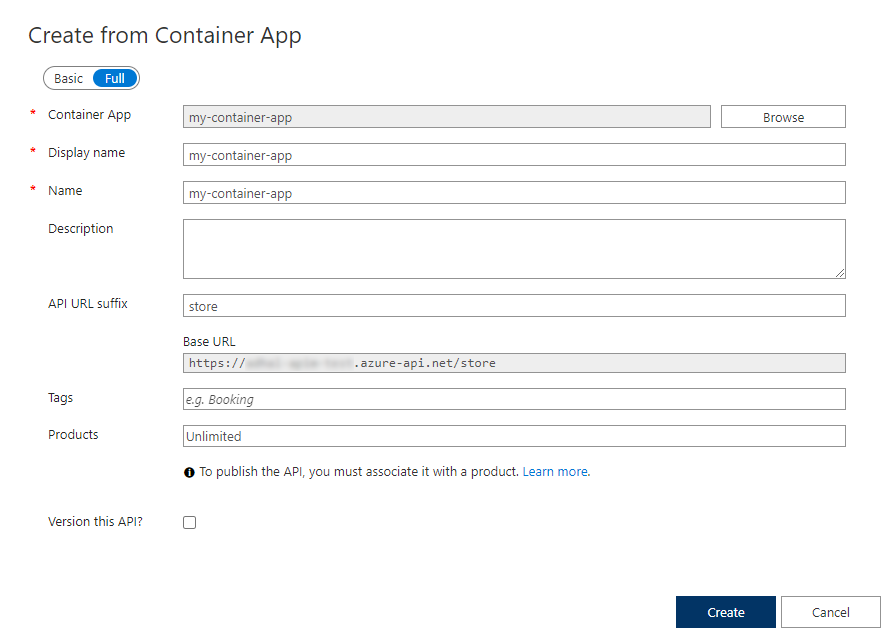 Create from Container App
Basic Full
* Container App my-container-app Browse
* Display name my-container-app
* Name my-container-app
Description
API URL suffix store
Base URL
https:// .azure-api.net/store
Tags e.g. Booking
Products Unlimited
To publish the API, you must associate it with a product. Learn more.
Version this API?
Create Cancel